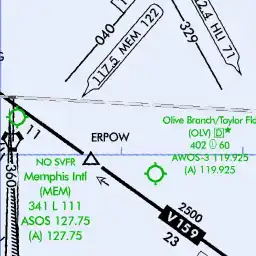 040
117.5 MEM 122
329
2.4 HLI 71
11
ERPOW
Olive Branch/Taylor Fl
(OLV) D★
402 60
AWOS-3 119.925
(A) 119.925
NO SVFR
Memphis Intl
(MEM)
341 L 111
ASOS 127.75
(A) 127.75
360
2500
V159
23